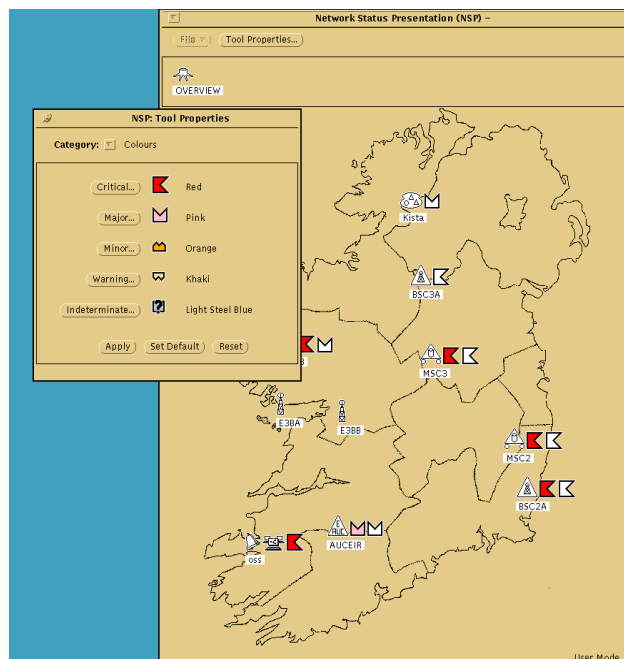 Network Status Presentation (NSP) –
File
Tool Properties...
OVERVIEW
NSP: Tool Properties
Category: Colours
Critical... Red
Major... Pink
Minor... Orange
Warning... Khaki
Indeterminate... Light Steel Blue
Apply Set Default Reset
Kista
BSC3A
B
MSC3
E3BA
E3BB
MSC2
BSC2A
E
AUC
AUCEIR
oss
User Mode